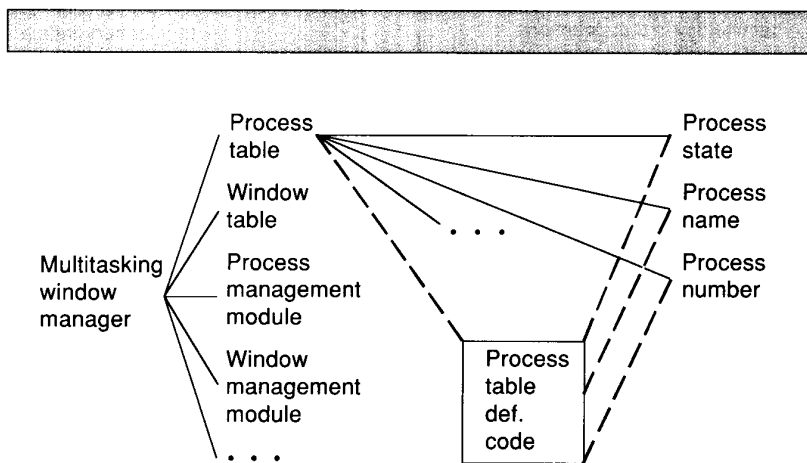 Process
table
Process
state
Window
table
Process
name
. . .
Multitasking
window
manager
Process
management
module
Process
number
Window
management
module
Process
table
def.
code
. . .